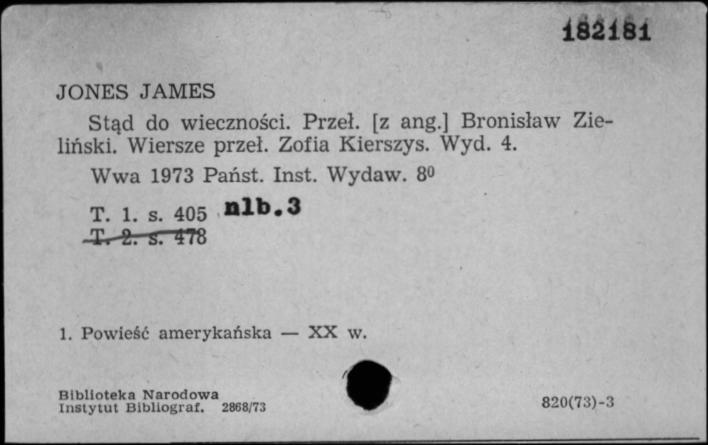 182181
JONES JAMES
Stąd do wieczności. Przeł. [z ang.] Bronisław Zie-
liński. Wiersze przeł. Zofia Kierszys. Wyd. 4.
Wwa 1973 Państ. Inst. Wydaw. 8⁰
T. 1. s. 405 nlb.3
T. 2. s. 478
1. Powieść amerykańska — XX w.
Biblioteka Narodowa
Instytut Bibliograf. 2868/73
820(73)-3